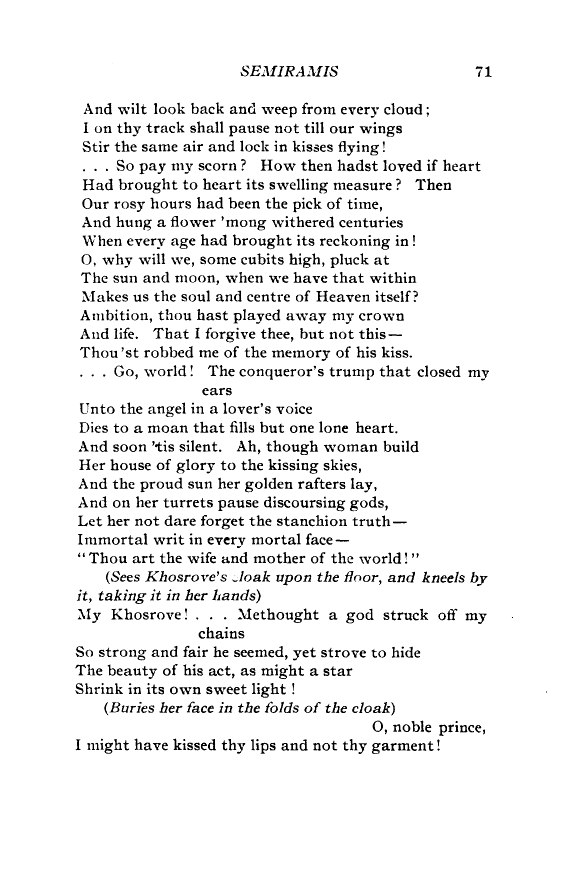 SEMIRAMIS 71
And wilt look back and weep from every cloud;
I on thy track shall pause not till our wings
Stir the same air and lock in kisses flying!
. . . So pay my scorn? How then hadst loved if heart
Had brought to heart its swelling measure? Then
Our rosy hours had been the pick of time,
And hung a flower 'mong withered centuries
When every age had brought its reckoning in!
O, why will we, some cubits high, pluck at
The sun and moon, when we have that within
Makes us the soul and centre of Heaven itself?
Ambition, thou hast played away my crown
And life. That I forgive thee, but not this—
Thou'st robbed me of the memory of his kiss.
. . . Go, world! The conqueror's trump that closed my
ears
Unto the angel in a lover's voice
Dies to a moan that fills but one lone heart.
And soon 'tis silent. Ah, though woman build
Her house of glory to the kissing skies,
And the proud sun her golden rafters lay,
And on her turrets pause discoursing gods,
Let her not dare forget the stanchion truth—
Immortal writ in every mortal face—
"Thou art the wife and mother of the world!"
(Sees Khosrove's loak upon the floor, and kneels by
it, taking it in her hands)
My Khosrove! . . . Methought a god struck off my
chains
So strong and fair he seemed, yet strove to hide
The beauty of his act, as might a star
Shrink in its own sweet light!
(Buries her face in the folds of the cloak)
O, noble prince,
I might have kissed thy lips and not thy garment!